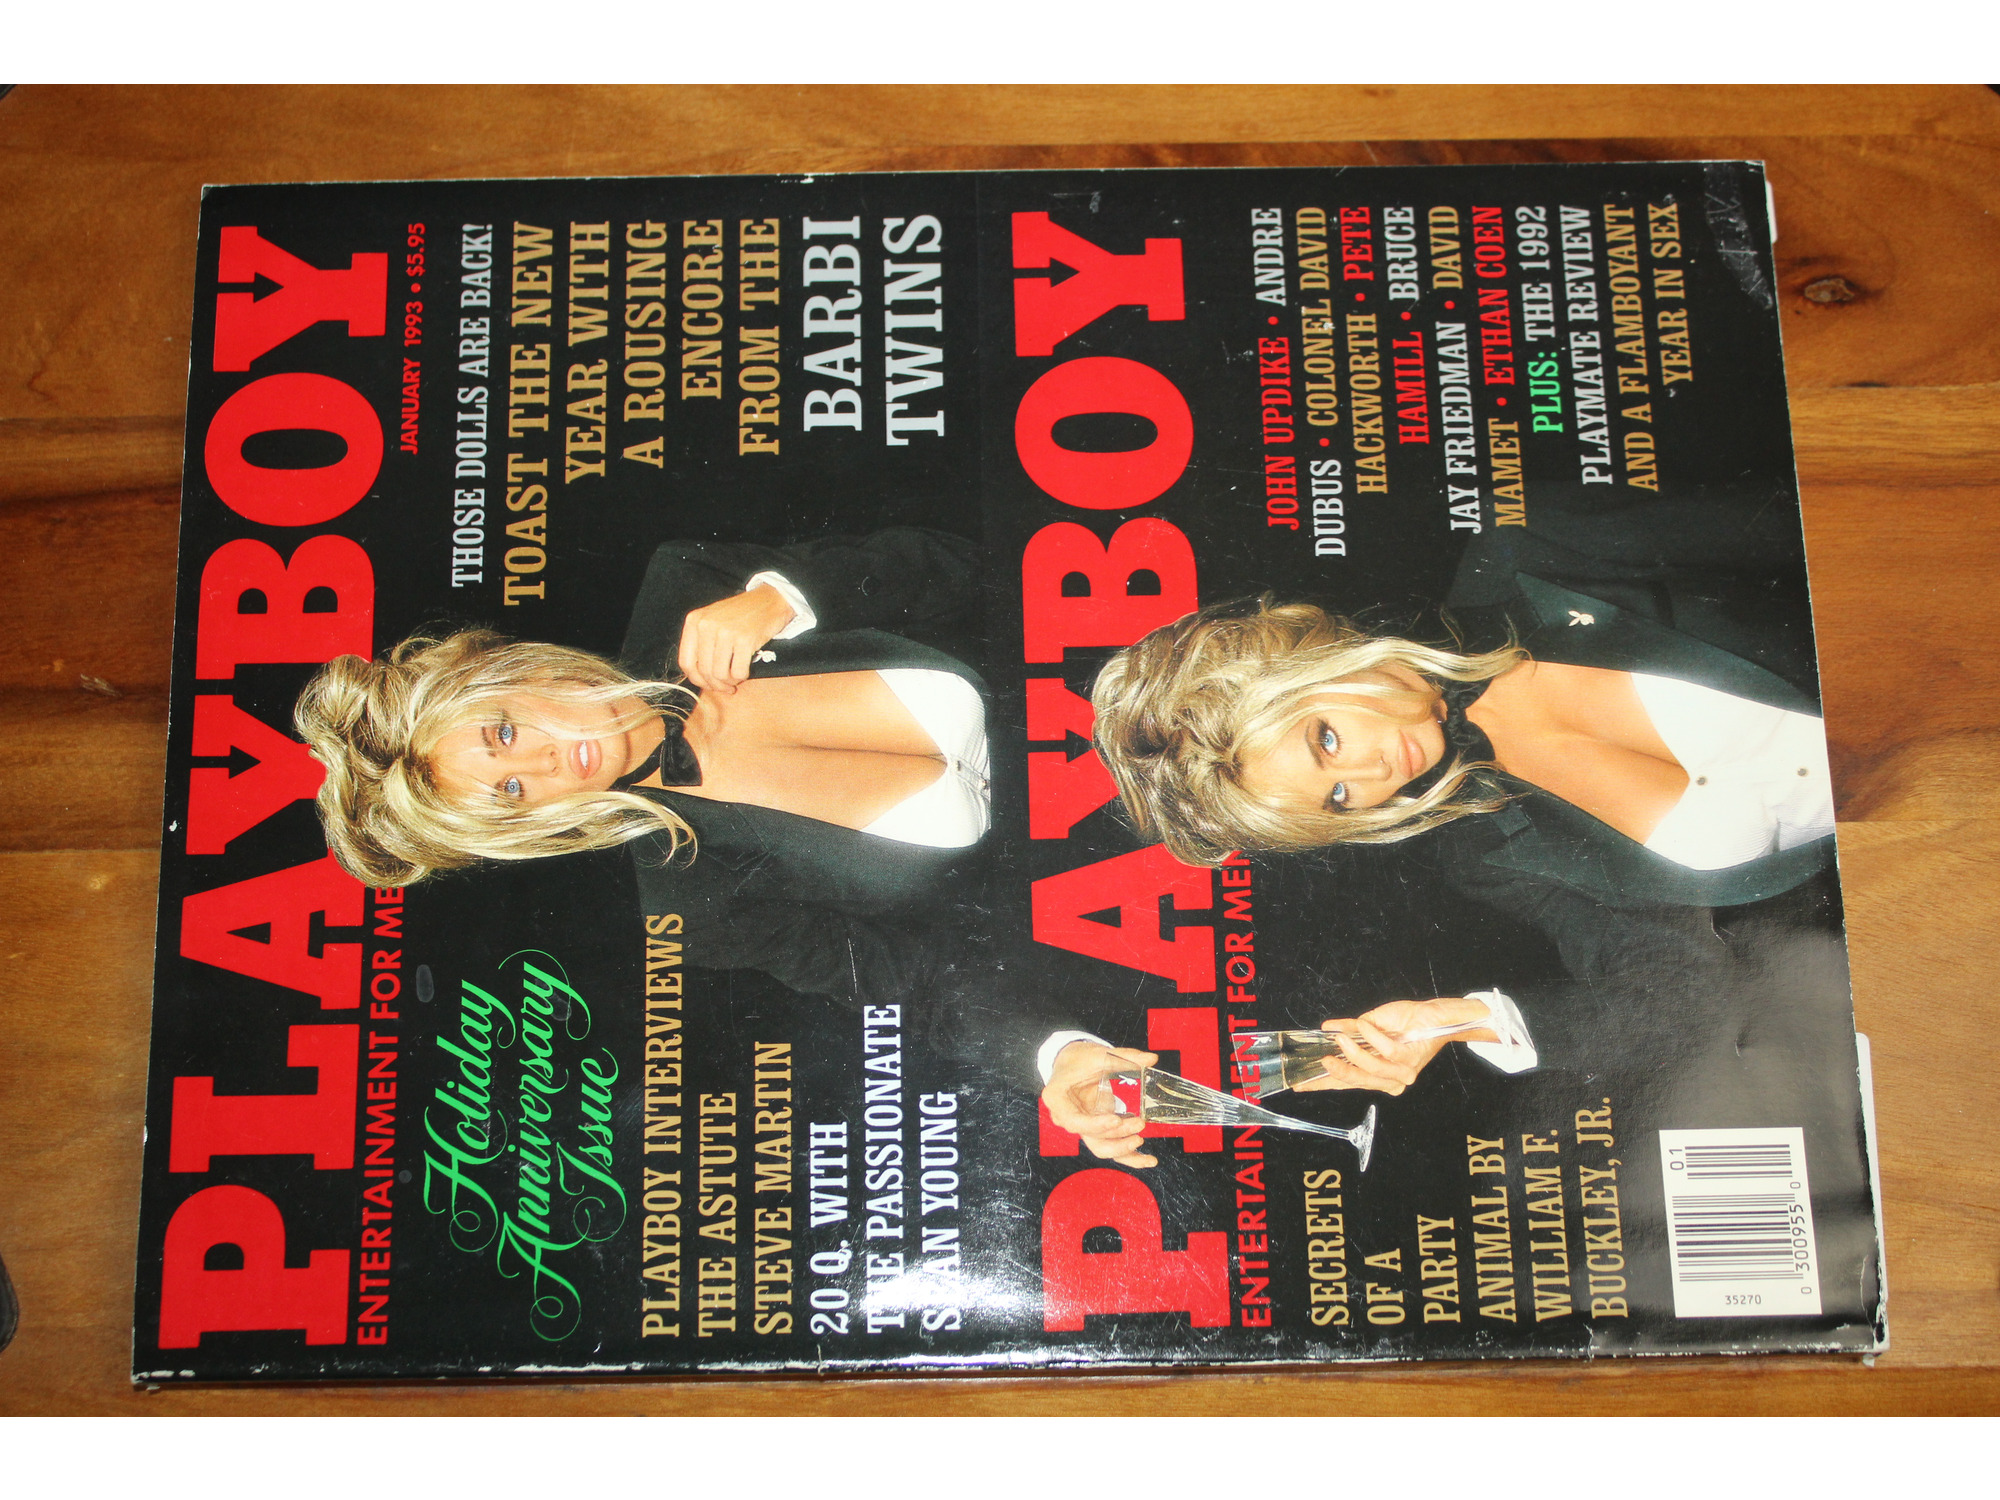 PLAYBOY
ENTERTAINMENT FOR ME
JANUARY 1993 • $5.95
Holiday
Anniversary
Issue
PLAYBOY INTERVIEWS
THE ASTUTE
STEVE MARTIN
20 Q. WITH
THE PASSIONATE
SEAN YOUNG
THOSE DOLLS ARE BACK!
TOAST THE NEW
YEAR WITH
A ROUSING
ENCORE
FROM THE
BARBI
TWINS
PLAYBOY
ENTERTAINMENT FOR MEN
SECRETS
OF A
PARTY
ANIMAL BY
WILLIAM F.
BUCKLEY, JR.
JOHN UPDIKE • ANDRE
DUBUS • COLONEL DAVID
HACKWORTH • PETE
HAMILL • BRUCE
JAY FRIEDMAN • DAVID
MAMET • ETHAN COEN
PLUS: THE 1992
PLAYMATE REVIEW
AND A FLAMBOYANT
YEAR IN SEX
35270
01
0 300955 0